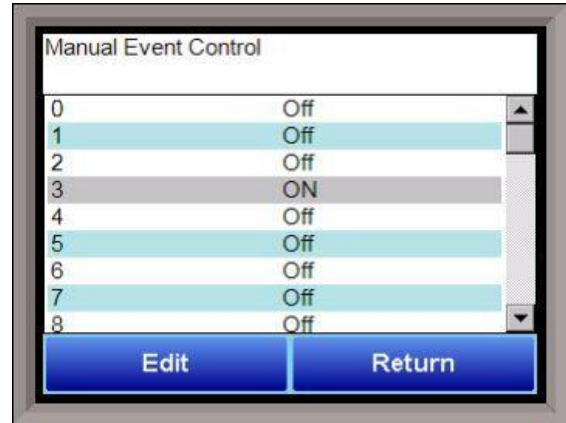 Manual Event Control
0 Off
1 Off
2 Off
3 ON
4 Off
5 Off
6 Off
7 Off
8 Off
Edit Return